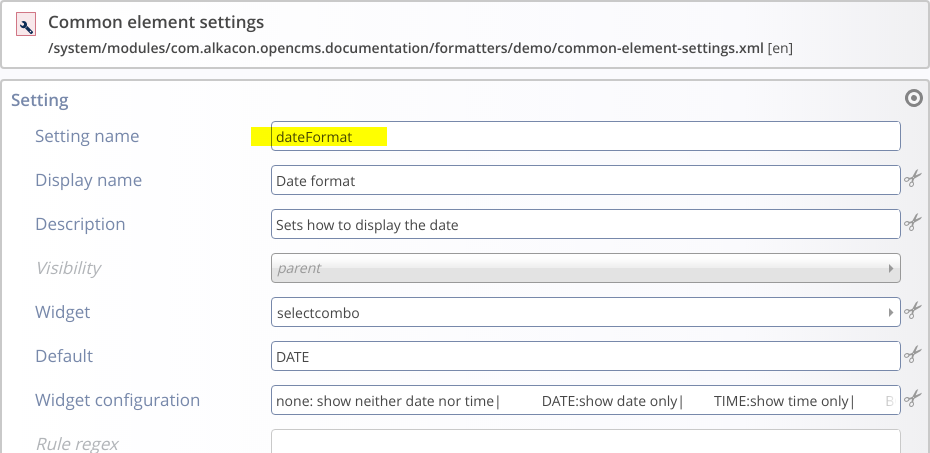 Common element settings
/system/modules/com.alkacon.opencms.documentation/formatters/demo/common-element-settings.xml [en]
Setting
Setting name dateFormat
Display name Date format
Description Sets how to display the date
Visibility parent
Widget selectcombo
Default DATE
Widget configuration none: show neither date nor time| DATE:show date only| TIME:show time only| B
Rule regex